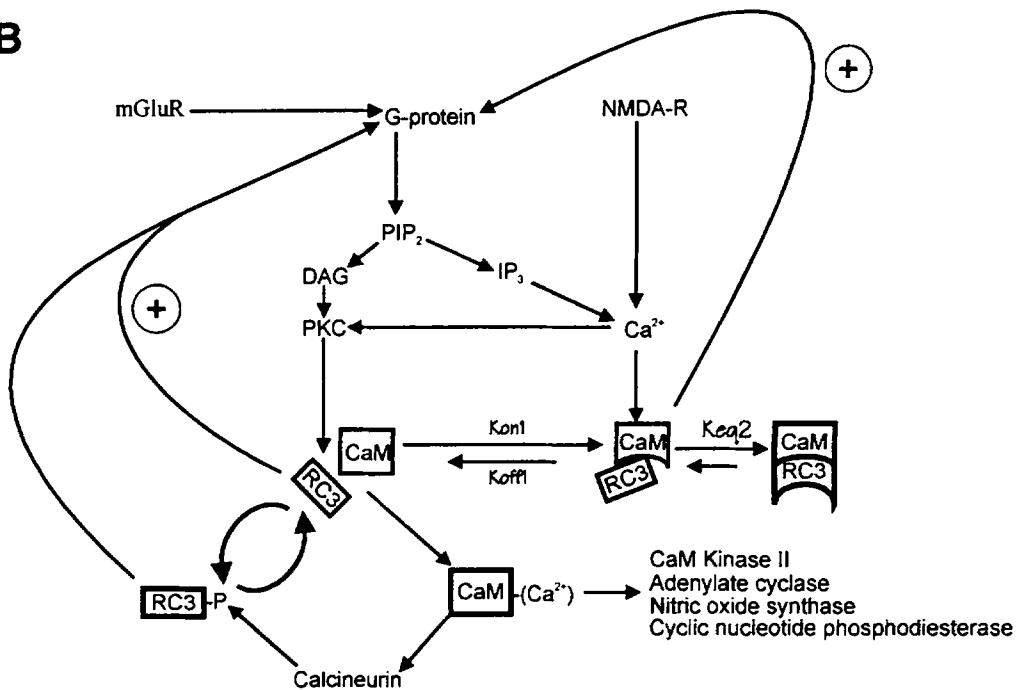 B
+
mGluR
G-protein
NMDA-R
PIP₂
DAG
IP₃
+
PKC
Ca²⁺
CaM
Kon1
CaM
Keq2
CaM
Koff1
RC3
RC3
RC3
CaM Kinase II
RC3-P
CaM-(Ca²⁺)
Adenylate cyclase
Nitric oxide synthase
Cyclic nucleotide phosphodiesterase
Calcineurin